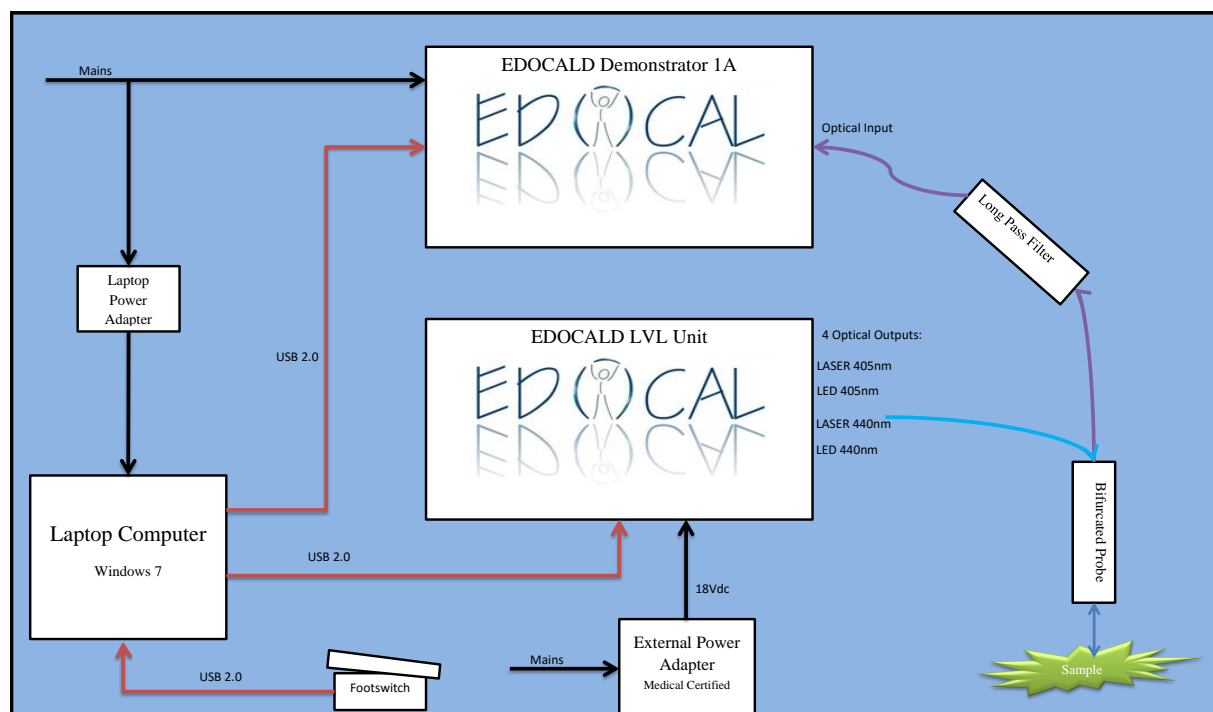 Mains
EDOCALD Demonstrator 1A
EDOCAL
Optical Input
Long Pass Filter
Laptop
Power
Adapter
USB 2.0
EDOCALD LVL Unit
EDOCAL
4 Optical Outputs:
LASER 405nm
LED 405nm
LASER 440nm
LED 440nm
Bifurcated Probe
Laptop Computer
Windows 7
USB 2.0
18Vdc
External Power
Adapter
Medical Certified
Mains
USB 2.0
Footswitch
Sample